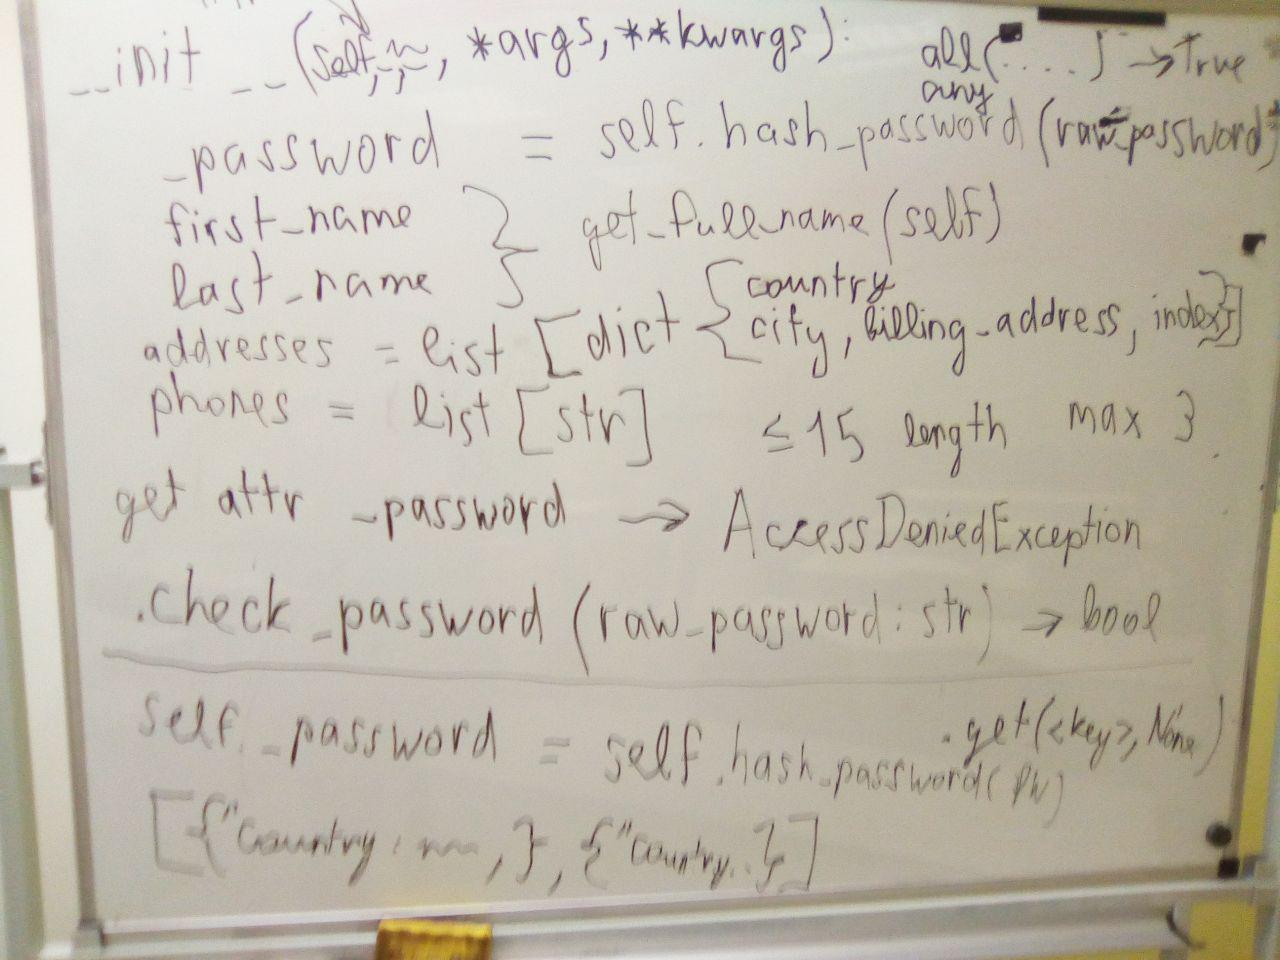 __init__(self, *args, **kwargs):
all(.....) → True
any
_password = self.hash_password(raw_password)
first_name } get_full_name(self)
last_name
addresses = list [dict {country
city, billing_address, index}]
phones = list [str] ≤15 length max 3
get attr _password → AccessDeniedException
.check_password (raw_password: str) → bool
self._password = self.hash_password(pw)
.get(<key>, None)
[{"country: , }, {"country..}]